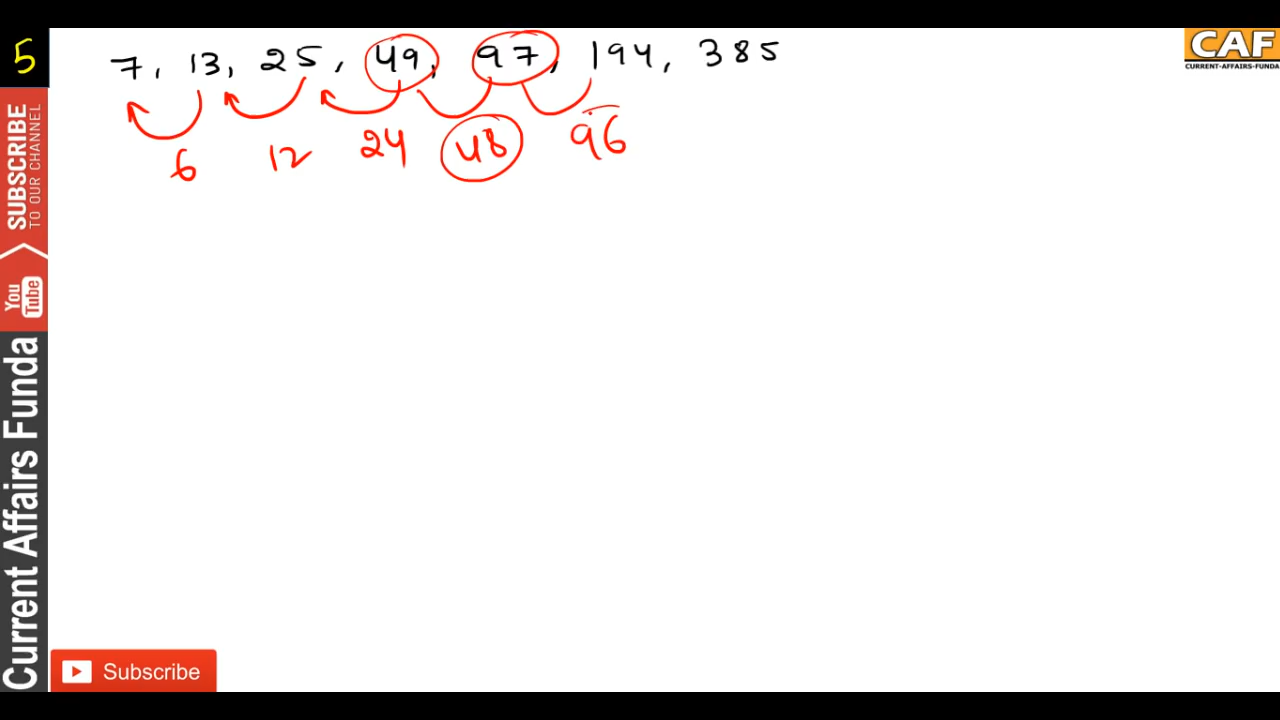 5
7, 13, 25, 49, 97, 194, 385
6 12 24 48 96
CAF
CURRENT-AFFAIRS-FUNDA
SUBSCRIBE
TO OUR CHANNEL
You Tube
Current Affairs Funda
Subscribe